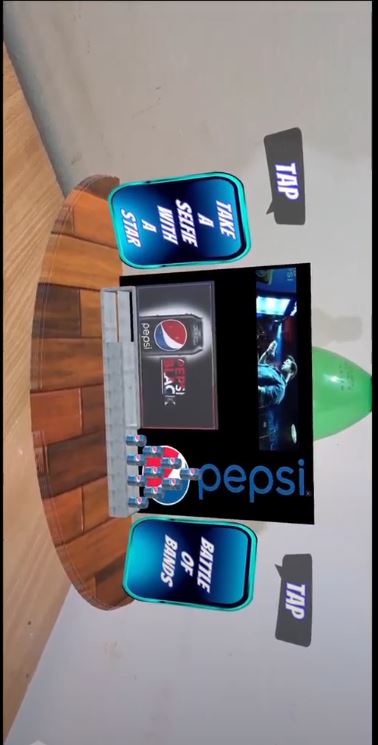 TAP
TAP
pepsi
TAKE
A
SELFIE
WITH
A
STAR
BATTLE
OF
BANDS
PEPSI
BLACK
pepsi